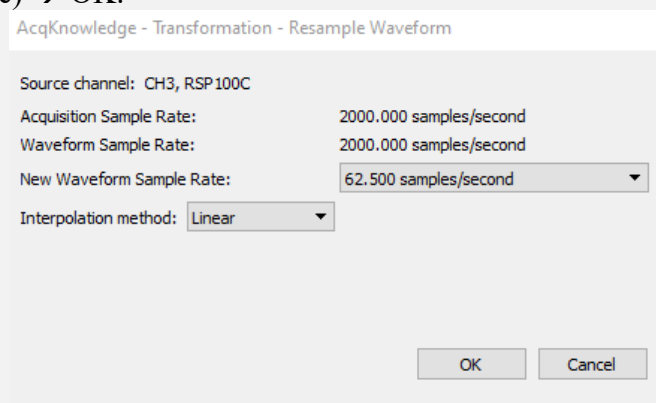 → OK.
AcqKnowledge - Transformation - Resample Waveform
Source channel: CH3, RSP100C
Acquisition Sample Rate: 2000.000 samples/second
Waveform Sample Rate: 2000.000 samples/second
New Waveform Sample Rate: 62.500 samples/second
Interpolation method: Linear
OK Cancel